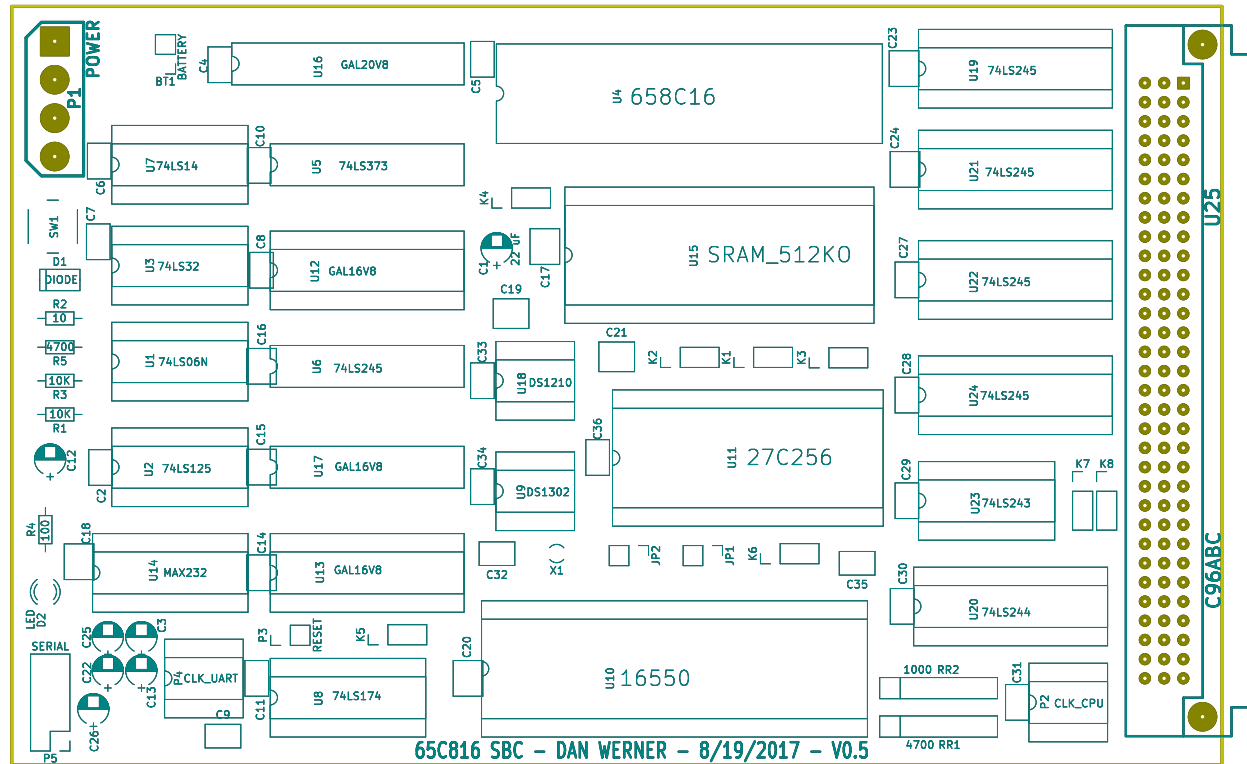 POWER
P1
BATTERY
BT1
C4
U16 GAL20V8
C5
U4 658C16
C23
U19 74LS245
C10
C6
U7 74LS14
U5 74LS373
C24
U21 74LS245
K4
U25
SW1
C7
C8
U3 74LS32
U12 GAL16V8
C1
22 uF
C17
U15 SRAM_512KO
C27
U22 74LS245
D1
DIODE
C19
R2
10
4700
R5
10K
R3
10K
R1
C16
U1 74LS06N
U6 74LS245
C33
U18 DS1210
C21
K2
K1
K3
C28
U24 74LS245
C12
C15
C2
U2 74LS125
U17 GAL16V8
C34
U9 DS1302
C36
U11 27C256
C29
U23 74LS243
K7 K8
R4
100
C18
C14
U14 MAX232
U13 GAL16V8
C32
X1
JP2
JP1
K6
C35
C30
U20 74LS244
C96ABC
LED
D2
C25
C3
C22
C13
P3
RESET
K5
SERIAL
P4
CLK_UART
C11
U8 74LS174
C20
U10 16550
1000 RR2
C31
P2 CLK_CPU
C26
C9
4700 RR1
P5
65C816 SBC - DAN WERNER - 8/19/2017 - V0.5